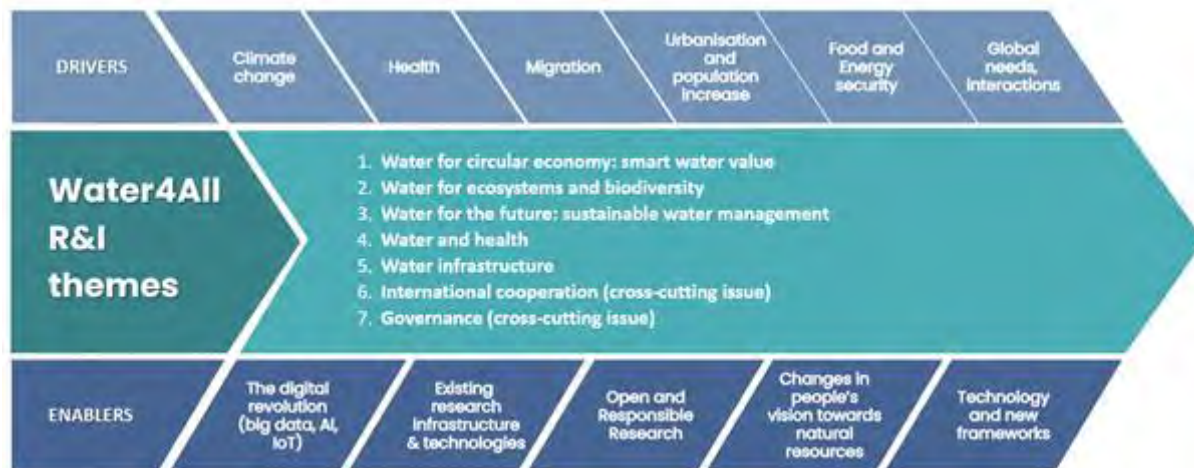 DRIVERS
Climate
change
Health
Migration
Urbanisation
and
population
increase
Food and
Energy
security
Global
needs,
interactions
Water4All
R&I
themes
1. Water for circular economy: smart water value
2. Water for ecosystems and biodiversity
3. Water for the future: sustainable water management
4. Water and health
5. Water infrastructure
6. International cooperation (cross-cutting issue)
7. Governance (cross-cutting issue)
ENABLERS
The digital
revolution
(big data, AI,
IoT)
Existing
research
infrastructure
& technologies
Open and
Responsible
Research
Changes in
people's
vision towards
natural
resources
Technology
and new
frameworks